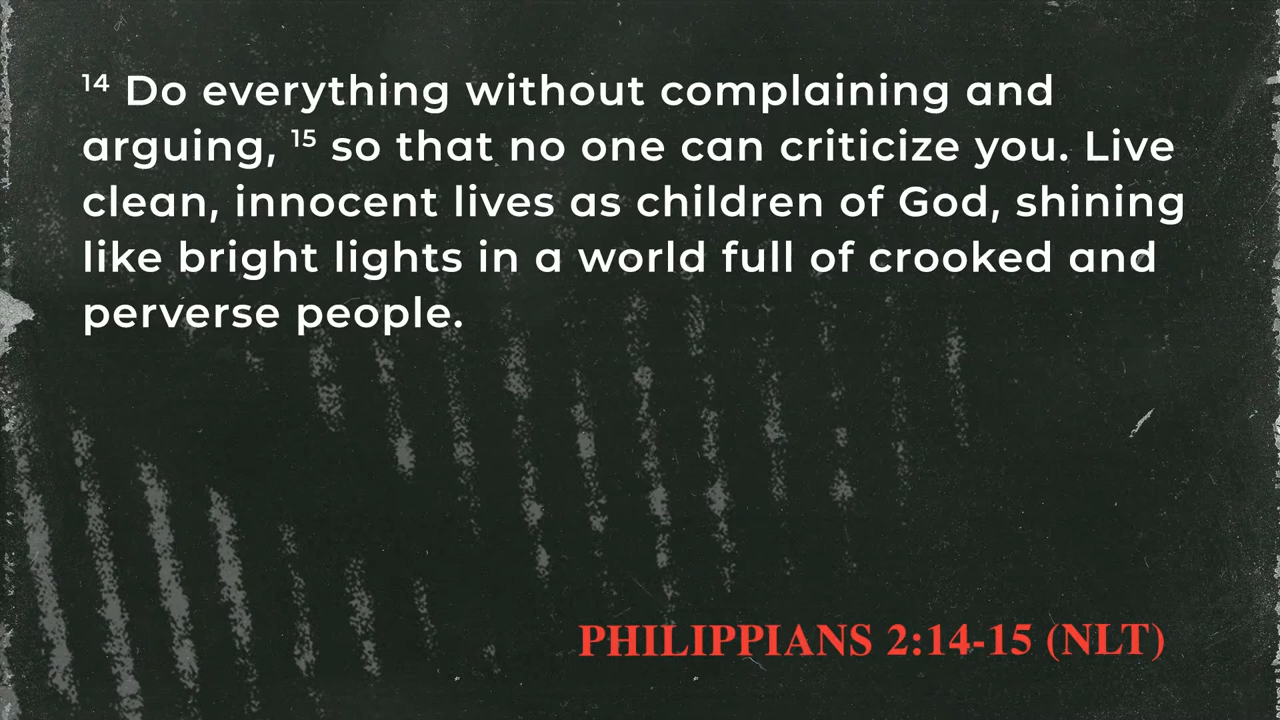 ¹⁴ Do everything without complaining and
arguing, ¹⁵ so that no one can criticize you. Live
clean, innocent lives as children of God, shining
like bright lights in a world full of crooked and
perverse people.
PHILIPPIANS 2:14-15 (NLT)